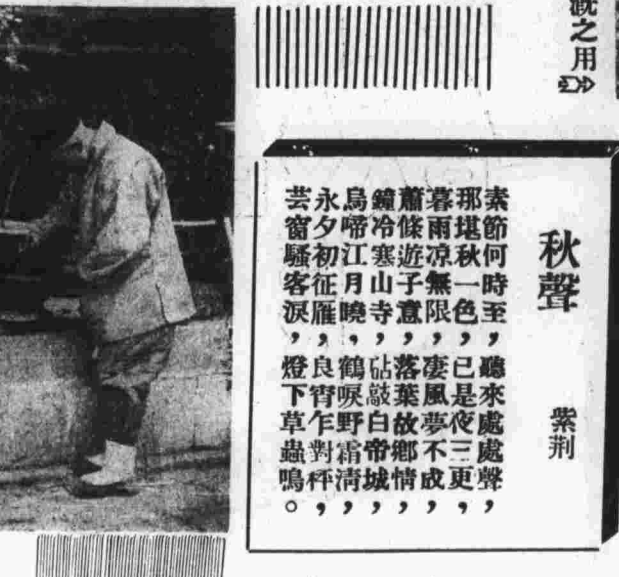 溉之用
秋聲
紫荆
素節何時至，聽來處處聲，
那堪秋一色，已是夜三更，
暮雨凉無限，凄風夢不成，
蕭條遊子意，落葉故鄉情，
鐘冷寒山寺，砧敲白帝城，
烏啼江月曉，鶴唳野霜清，
永夕初征雁，良宵乍對枰，
芸窗騷客淚，燈下草蟲鳴。